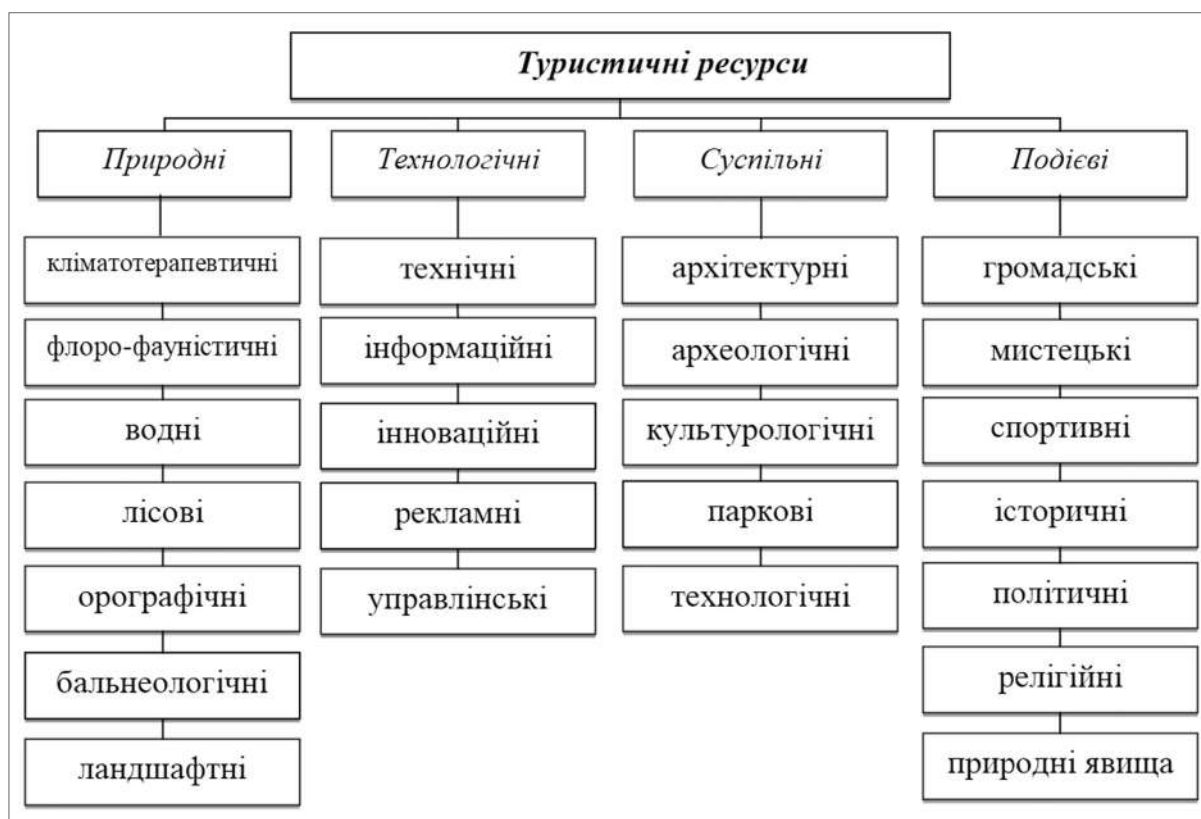 Туристичні ресурси
Природні
Технологічні
Суспільні
Подієві
кліматотерапевтичні
технічні
архітектурні
громадські
флоро-фауністичні
інформаційні
археологічні
мистецькі
водні
інноваційні
культурологічні
спортивні
лісові
рекламні
паркові
історичні
орографічні
управлінські
технологічні
політичні
бальнеологічні
релігійні
ландшафтні
природні явища